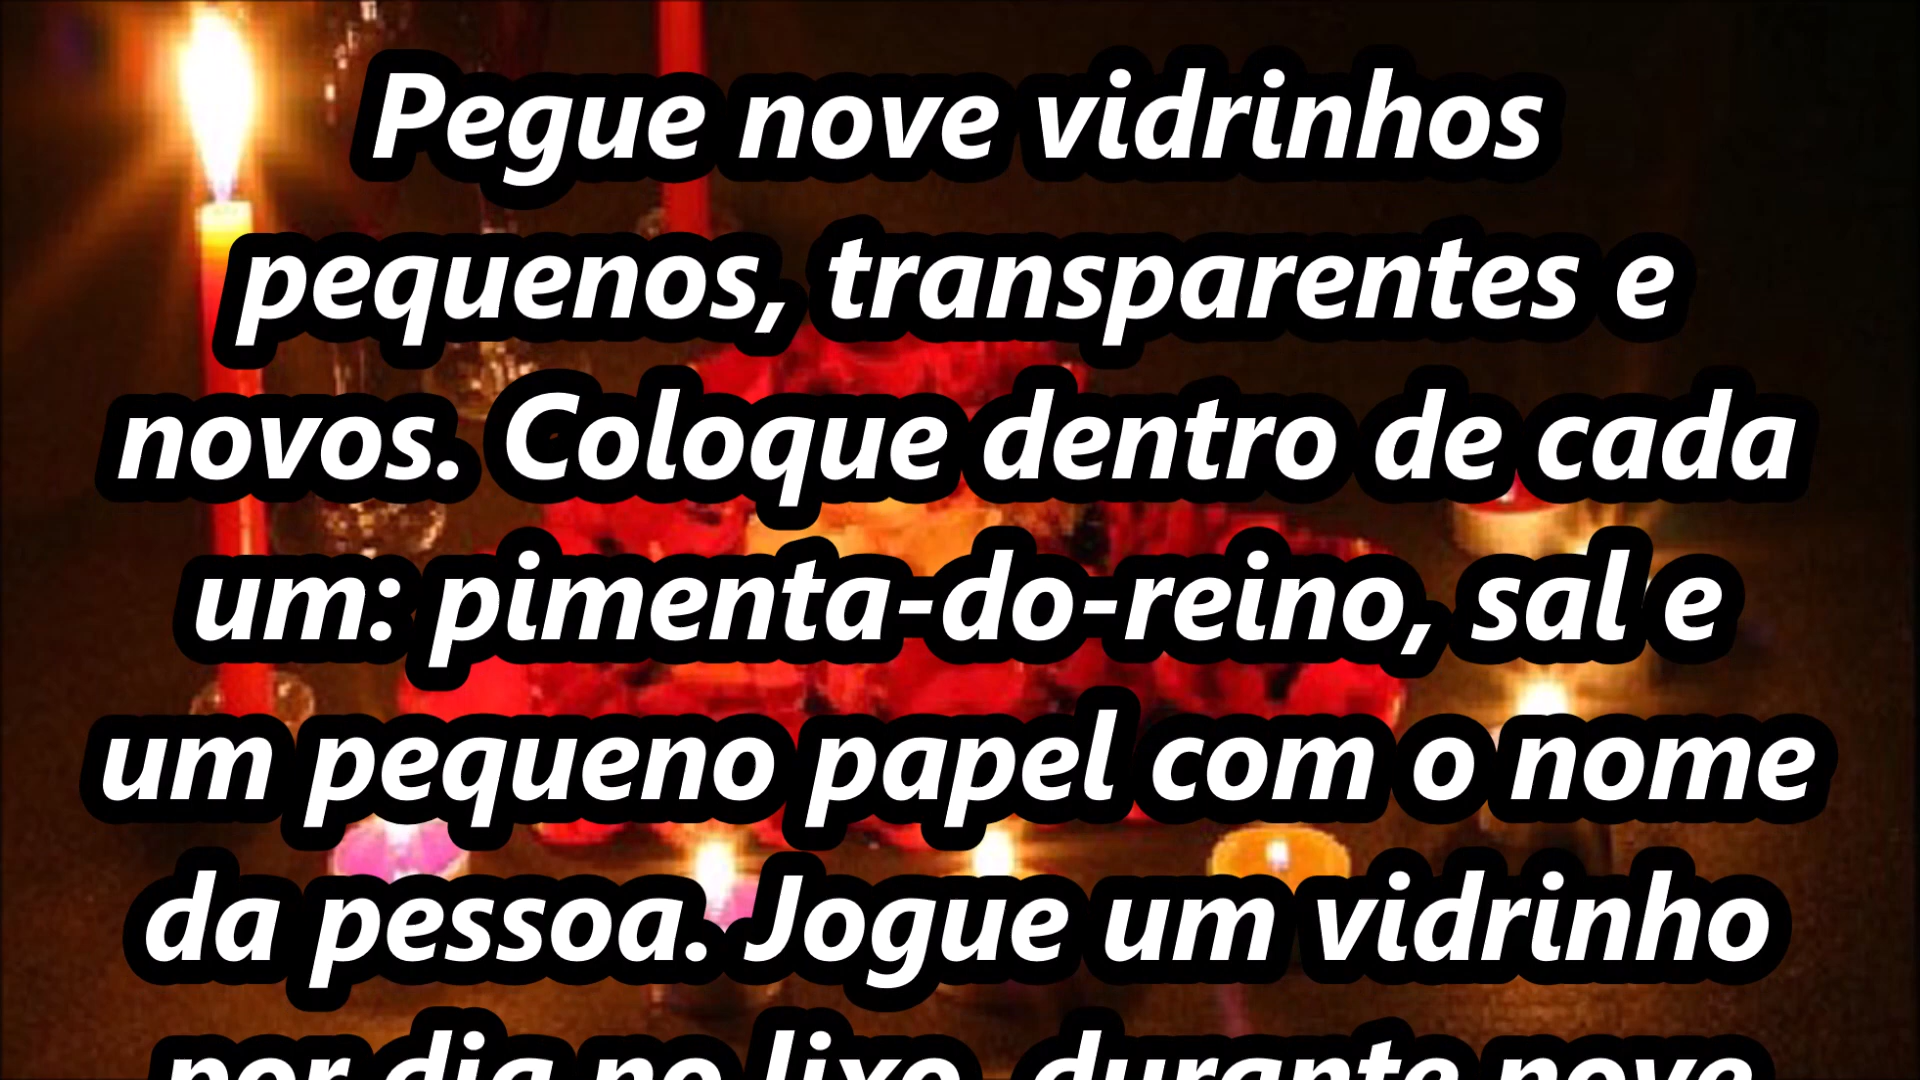 Pegue nove vidrinhos
pequenos, transparentes e
novos. Coloque dentro de cada
um: pimenta-do-reino, sal e
um pequeno papel com o nome
da pessoa. Jogue um vidrinho
por dia no lixo, durante nove